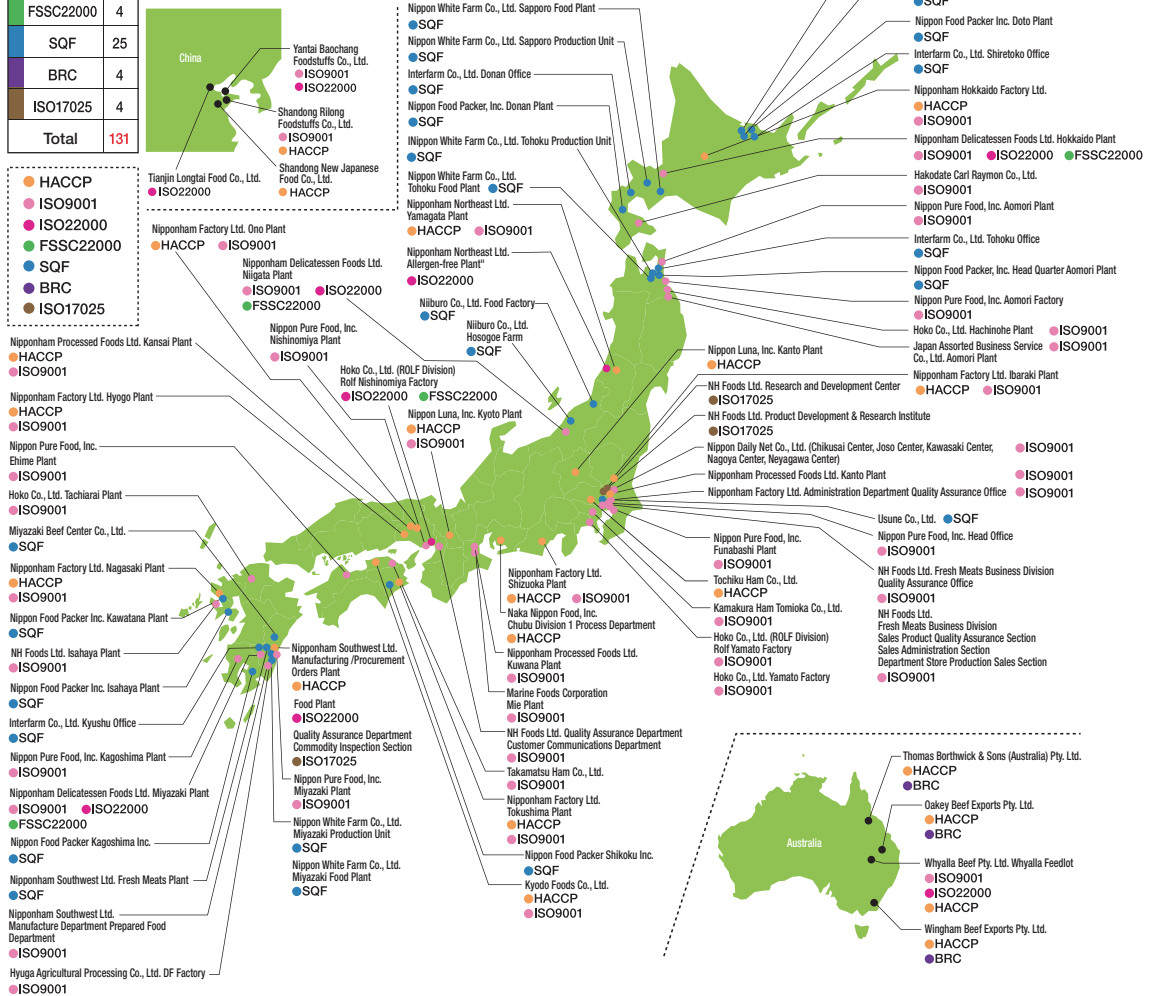 FSSC22000 4
SQF 25
BRC 4
ISO17025 4
Total 131
HACCP
ISO9001
ISO22000
FSSC22000
SQF
BRC
ISO17025
China
Yantai Baochang
Foodstuffs Co., Ltd.
ISO9001
ISO22000
Shandong Rilong
Foodstuffs Co., Ltd.
ISO9001
HACCP
Shandong New Japanese
Food Co., Ltd.
HACCP
Tianjin Longtai Food Co., Ltd.
ISO22000
Nipponham Factory Ltd. Ono Plant
HACCP ISO9001
Nipponham Delicatessen Foods Ltd.
Niigata Plant
ISO9001 ISO22000
FSSC22000
Nippon Pure Food, Inc.
Nishinomiya Plant
ISO9001
Hoko Co., Ltd. (ROLF Division)
Rolf Nishinomiya Factory
ISO22000 FSSC22000
Nippon Luna, Inc. Kyoto Plant
HACCP
ISO9001
Nippon White Farm Co., Ltd. Sapporo Food Plant
SQF
Nippon White Farm Co., Ltd. Sapporo Production Unit
SQF
Interfarm Co., Ltd. Donan Office
SQF
Nippon Food Packer, Inc. Donan Plant
SQF
INippon White Farm Co., Ltd. Tohoku Production Unit
SQF
Nippon White Farm Co., Ltd.
Tohoku Food Plant SQF
Nipponham Northeast Ltd.
Yamagata Plant
HACCP ISO9001
Nipponham Northeast Ltd.
Allergen-free Plant"
ISO22000
Niiburo Co., Ltd. Food Factory
SQF
Niiburo Co., Ltd.
Hosogoe Farm
SQF
SQF
Nippon Food Packer Inc. Doto Plant
SQF
Interfarm Co., Ltd. Shiretoko Office
SQF
Nipponham Hokkaido Factory Ltd.
HACCP
ISO9001
Nipponham Delicatessen Foods Ltd. Hokkaido Plant
ISO9001 ISO22000 FSSC22000
Hakodate Carl Raymon Co., Ltd.
ISO9001
Nippon Pure Food, Inc. Aomori Plant
ISO9001
Interfarm Co., Ltd. Tohoku Office
SQF
Nippon Food Packer, Inc. Head Quarter Aomori Plant
SQF
Nippon Pure Food, Inc. Aomori Factory
ISO9001
Hoko Co., Ltd. Hachinohe Plant ISO9001
Japan Assorted Business Service ISO9001
Co., Ltd. Aomori Plant
Nipponham Factory Ltd. Ibaraki Plant
HACCP ISO9001
Nippon Luna, Inc. Kanto Plant
HACCP
NH Foods Ltd. Research and Development Center
ISO17025
NH Foods Ltd. Product Development & Research Institute
ISO17025
Nippon Daily Net Co., Ltd. (Chikusai Center, Joso Center, Kawasaki Center, ISO9001
Nagoya Center, Neyagawa Center)
Nipponham Processed Foods Ltd. Kanto Plant ISO9001
Nipponham Factory Ltd. Administration Department Quality Assurance Office ISO9001
Usune Co., Ltd. SQF
Nippon Pure Food, Inc. Head Office
ISO9001
NH Foods Ltd. Fresh Meats Business Division
Quality Assurance Office
ISO9001
NH Foods Ltd.
Fresh Meats Business Division
Sales Product Quality Assurance Section
Sales Administration Section
Department Store Production Sales Section
ISO9001
Nippon Pure Food, Inc.
Funabashi Plant
ISO9001
Tochiku Ham Co., Ltd.
HACCP
Kamakura Ham Tomioka Co., Ltd.
ISO9001
Hoko Co., Ltd. (ROLF Division)
Rolf Yamato Factory
ISO9001
Hoko Co., Ltd. Yamato Factory
ISO9001
Nipponham Processed Foods Ltd. Kansai Plant
HACCP
ISO9001
Nipponham Factory Ltd. Hyogo Plant
HACCP
ISO9001
Nippon Pure Food, Inc.
Ehime Plant
ISO9001
Hoko Co., Ltd. Tachiarai Plant
ISO9001
Miyazaki Beef Center Co., Ltd.
SQF
Nipponham Factory Ltd. Nagasaki Plant
HACCP
ISO9001
Nippon Food Packer Inc. Kawatana Plant
SQF
NH Foods Ltd. Isahaya Plant
ISO9001
Nippon Food Packer Inc. Isahaya Plant
SQF
Interfarm Co., Ltd. Kyushu Office
SQF
Nippon Pure Food, Inc. Kagoshima Plant
ISO9001
Nipponham Delicatessen Foods Ltd. Miyazaki Plant
ISO9001 ISO22000
FSSC22000
Nippon Food Packer Kagoshima Inc.
SQF
Nipponham Southwest Ltd. Fresh Meats Plant
SQF
Nipponham Southwest Ltd.
Manufacture Department Prepared Food
Department
ISO9001
Hyuga Agricultural Processing Co., Ltd. DF Factory
ISO9001
Nipponham Southwest Ltd.
Manufacturing /Procurement
Orders Plant
HACCP
Food Plant
ISO22000
Quality Assurance Department
Commodity Inspection Section
ISO17025
Nippon Pure Food, Inc.
Miyazaki Plant
ISO9001
Nippon White Farm Co., Ltd.
Miyazaki Production Unit
SQF
Nippon White Farm Co., Ltd.
Miyazaki Food Plant
SQF
Nipponham Factory Ltd.
Shizuoka Plant
HACCP ISO9001
Naka Nippon Food, Inc.
Chubu Division 1 Process Department
HACCP
Nipponham Processed Foods Ltd.
Kuwana Plant
ISO9001
Marine Foods Corporation
Mie Plant
ISO9001
NH Foods Ltd. Quality Assurance Department
Customer Communications Department
ISO9001
Takamatsu Ham Co., Ltd.
ISO9001
Nipponham Factory Ltd.
Tokushima Plant
HACCP
ISO9001
Nippon Food Packer Shikoku Inc.
SQF
Kyodo Foods Co., Ltd.
HACCP
ISO9001
Australia
Thomas Borthwick & Sons (Australia) Pty. Ltd.
HACCP
BRC
Oakey Beef Exports Pty. Ltd.
HACCP
BRC
Whyalla Beef Pty. Ltd. Whyalla Feedlot
ISO9001
ISO22000
HACCP
Wingham Beef Exports Pty. Ltd.
HACCP
BRC